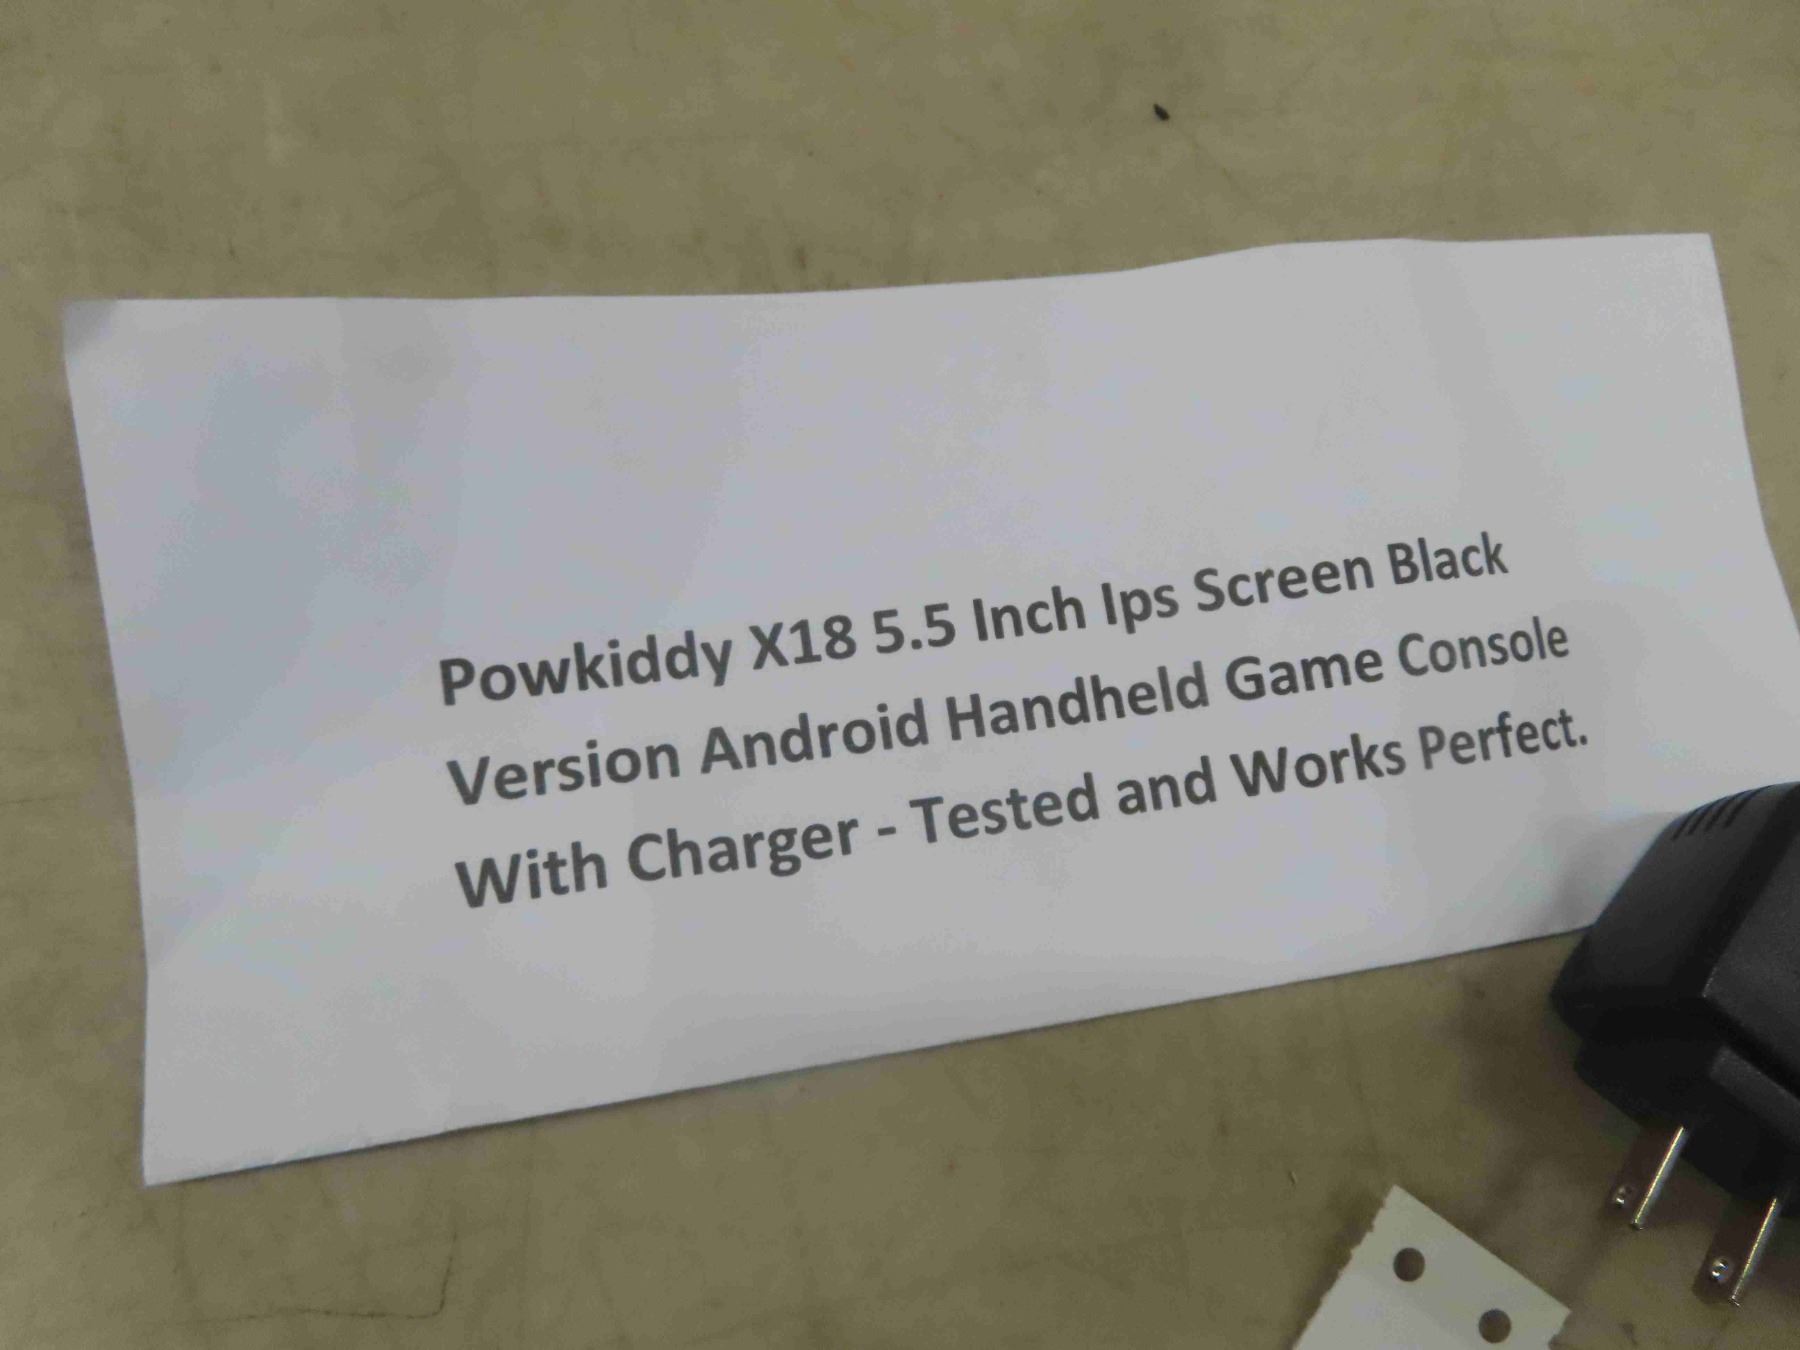 Powkiddy X18 5.5 Inch Ips Screen Black
Version Android Handheld Game Console
With Charger - Tested and Works Perfect.